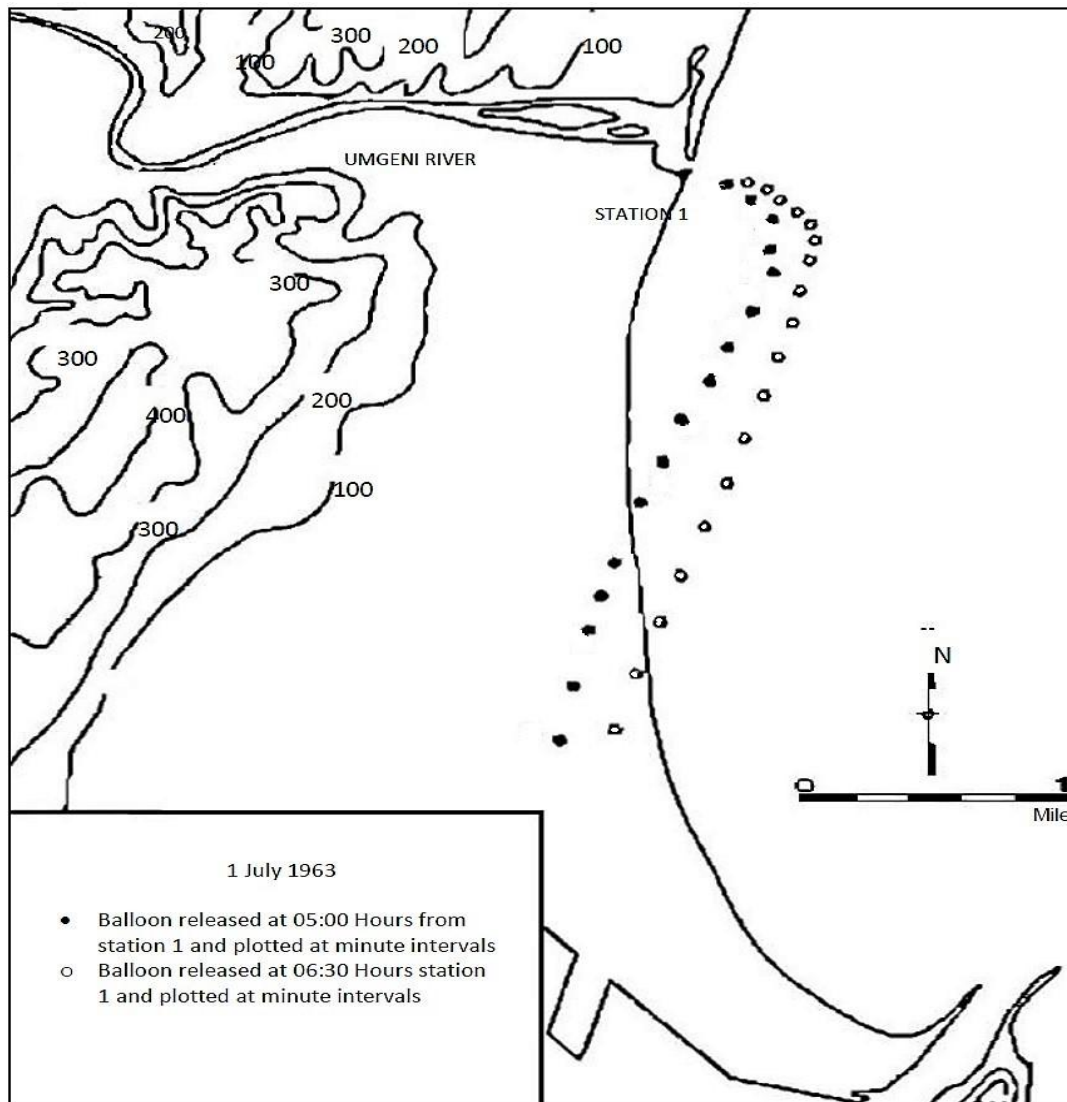 200
300
200
100
100
UMGENI RIVER
STATION 1
300
300
400
200
100
300
N
0 1
Mile
1 July 1963
• Balloon released at 05:00 Hours from
station 1 and plotted at minute intervals
○ Balloon released at 06:30 Hours station
1 and plotted at minute intervals